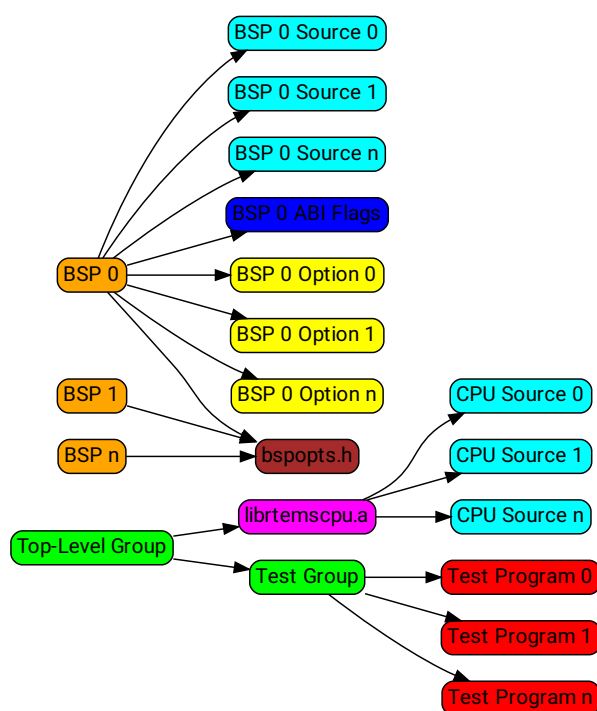 BSP 0 Source 0
BSP 0 Source 1
BSP 0 Source n
BSP 0 ABI Flags
BSP 0
BSP 0 Option 0
BSP 0 Option 1
BSP 1
BSP 0 Option n
CPU Source 0
BSP n
bspopts.h
CPU Source 1
librtemscpu.a
CPU Source n
Top-Level Group
Test Group
Test Program 0
Test Program 1
Test Program n